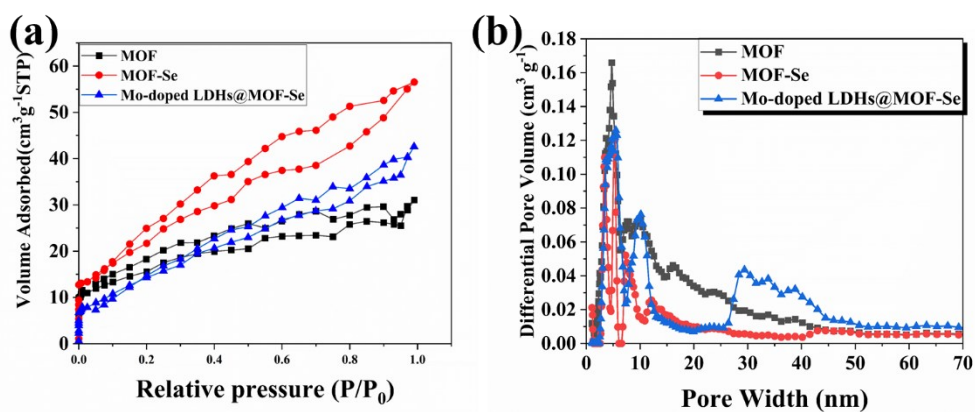 (a)
Volume Adsorbed(cm³g⁻¹STP)
60
50
40
30
20
10
0
MOF
MOF-Se
Mo-doped LDHs@MOF-Se
0.0 0.2 0.4 0.6 0.8 1.0
Relative pressure (P/P₀)
(b)
Differential Pore Volume (cm³ g⁻¹)
0.18
0.16
0.14
0.12
0.10
0.08
0.06
0.04
0.02
0.00
MOF
MOF-Se
Mo-doped LDHs@MOF-Se
0 10 20 30 40 50 60 70
Pore Width (nm)